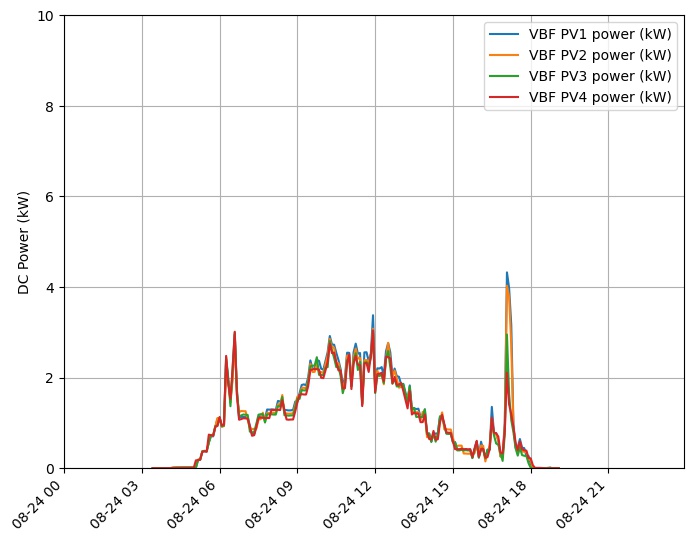 10
8
6
4
2
0
DC Power (kW)
VBF PV1 power (kW)
VBF PV2 power (kW)
VBF PV3 power (kW)
VBF PV4 power (kW)
08-24 00
08-24 03
08-24 06
08-24 09
08-24 12
08-24 15
08-24 18
08-24 21